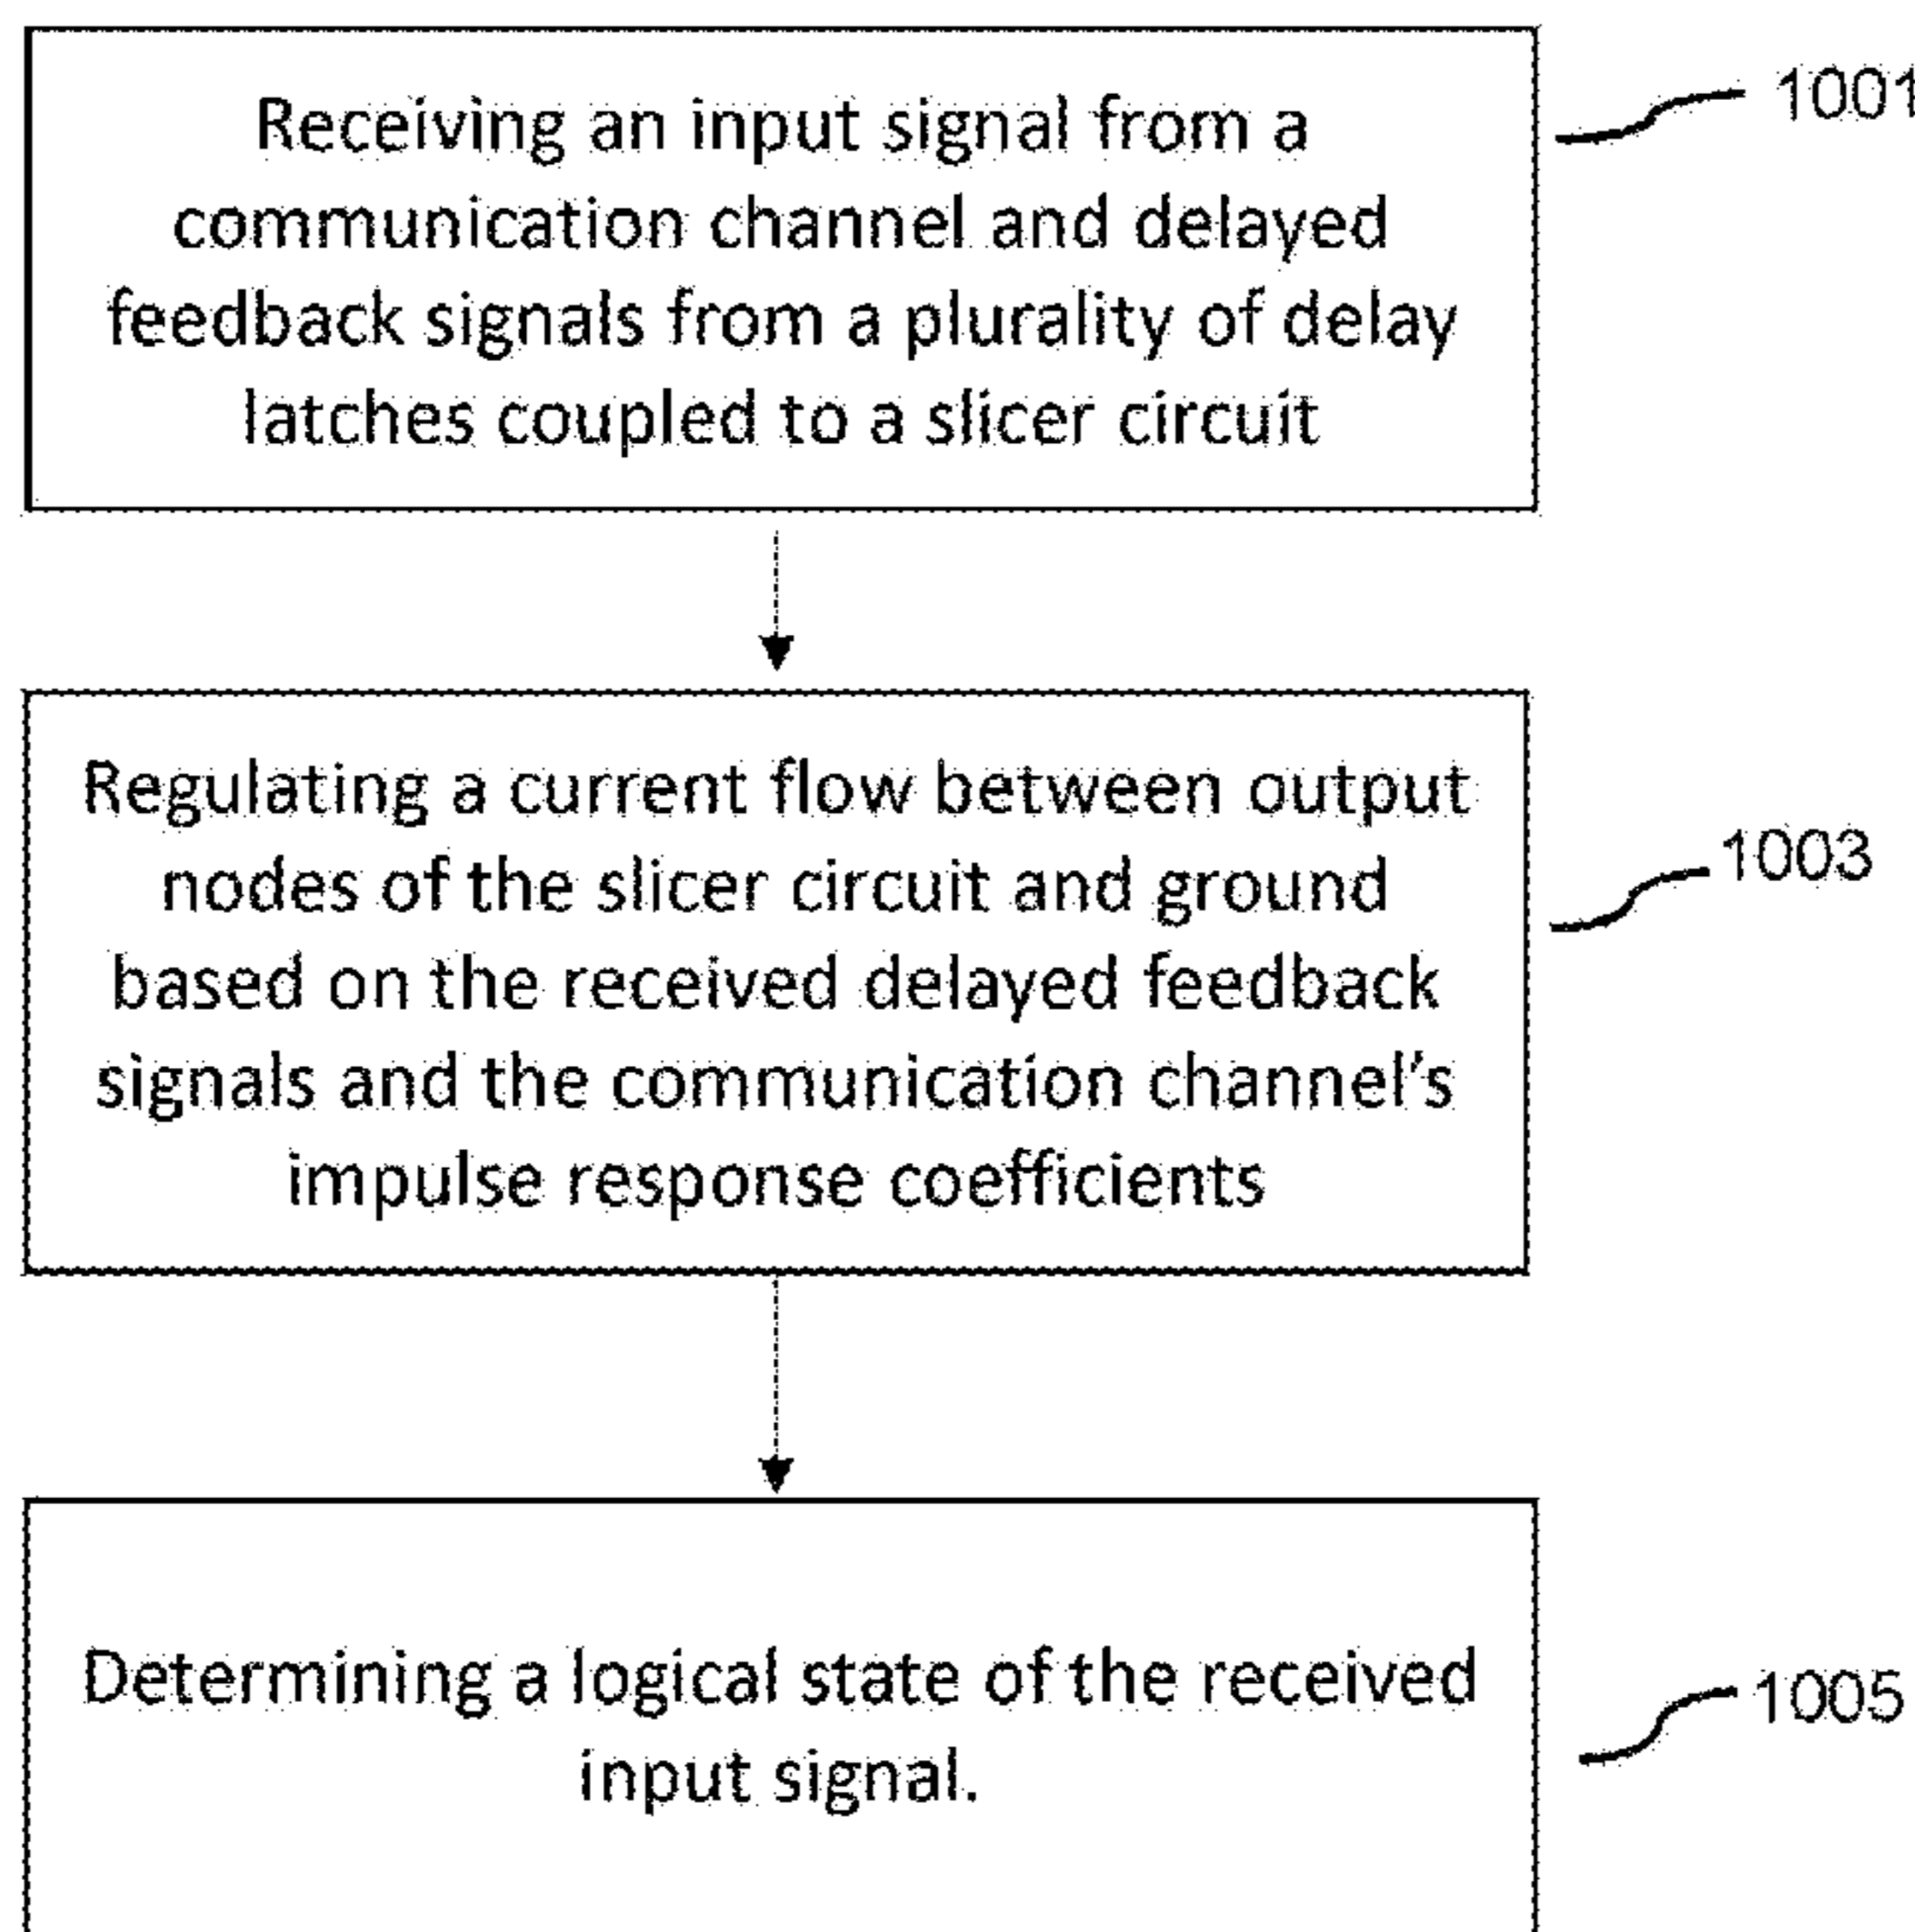 Receiving an input signal from a
communication channel and delayed
feedback signals from a plurality of delay
latches coupled to a slicer circuit
1001
Regulating a current flow between output
nodes of the slicer circuit and ground
based on the received delayed feedback
signals and the communication channel's
impulse response coefficients
1003
Determining a logical state of the received
input signal.
1005